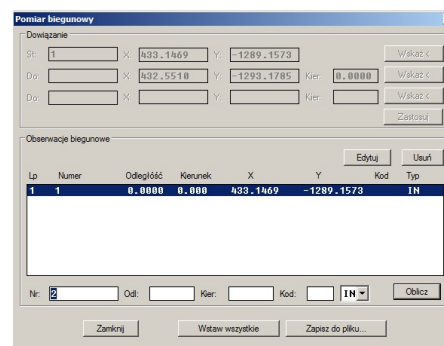 Pomiar biegunowy
Dowiązanie
St: 1 X: 433.1469 Y: -1289.1573 Wskaż <
Do: X: 432.5510 Y: -1293.1785 Kier: 0.0000 Wskaż <
Do: X: Y: Kier: Wskaż <
Zastosuj
Obserwacje biegunowe
Edytuj Usuń
Lp Numer Odległość Kierunek X Y Kod Typ
1 1 0.0000 0.000 433.1469 -1289.1573 IN
Nr: 2 Odl: Kier: Kod: IN Oblicz
Zamknij Wstaw wszystkie Zapisz do pliku...